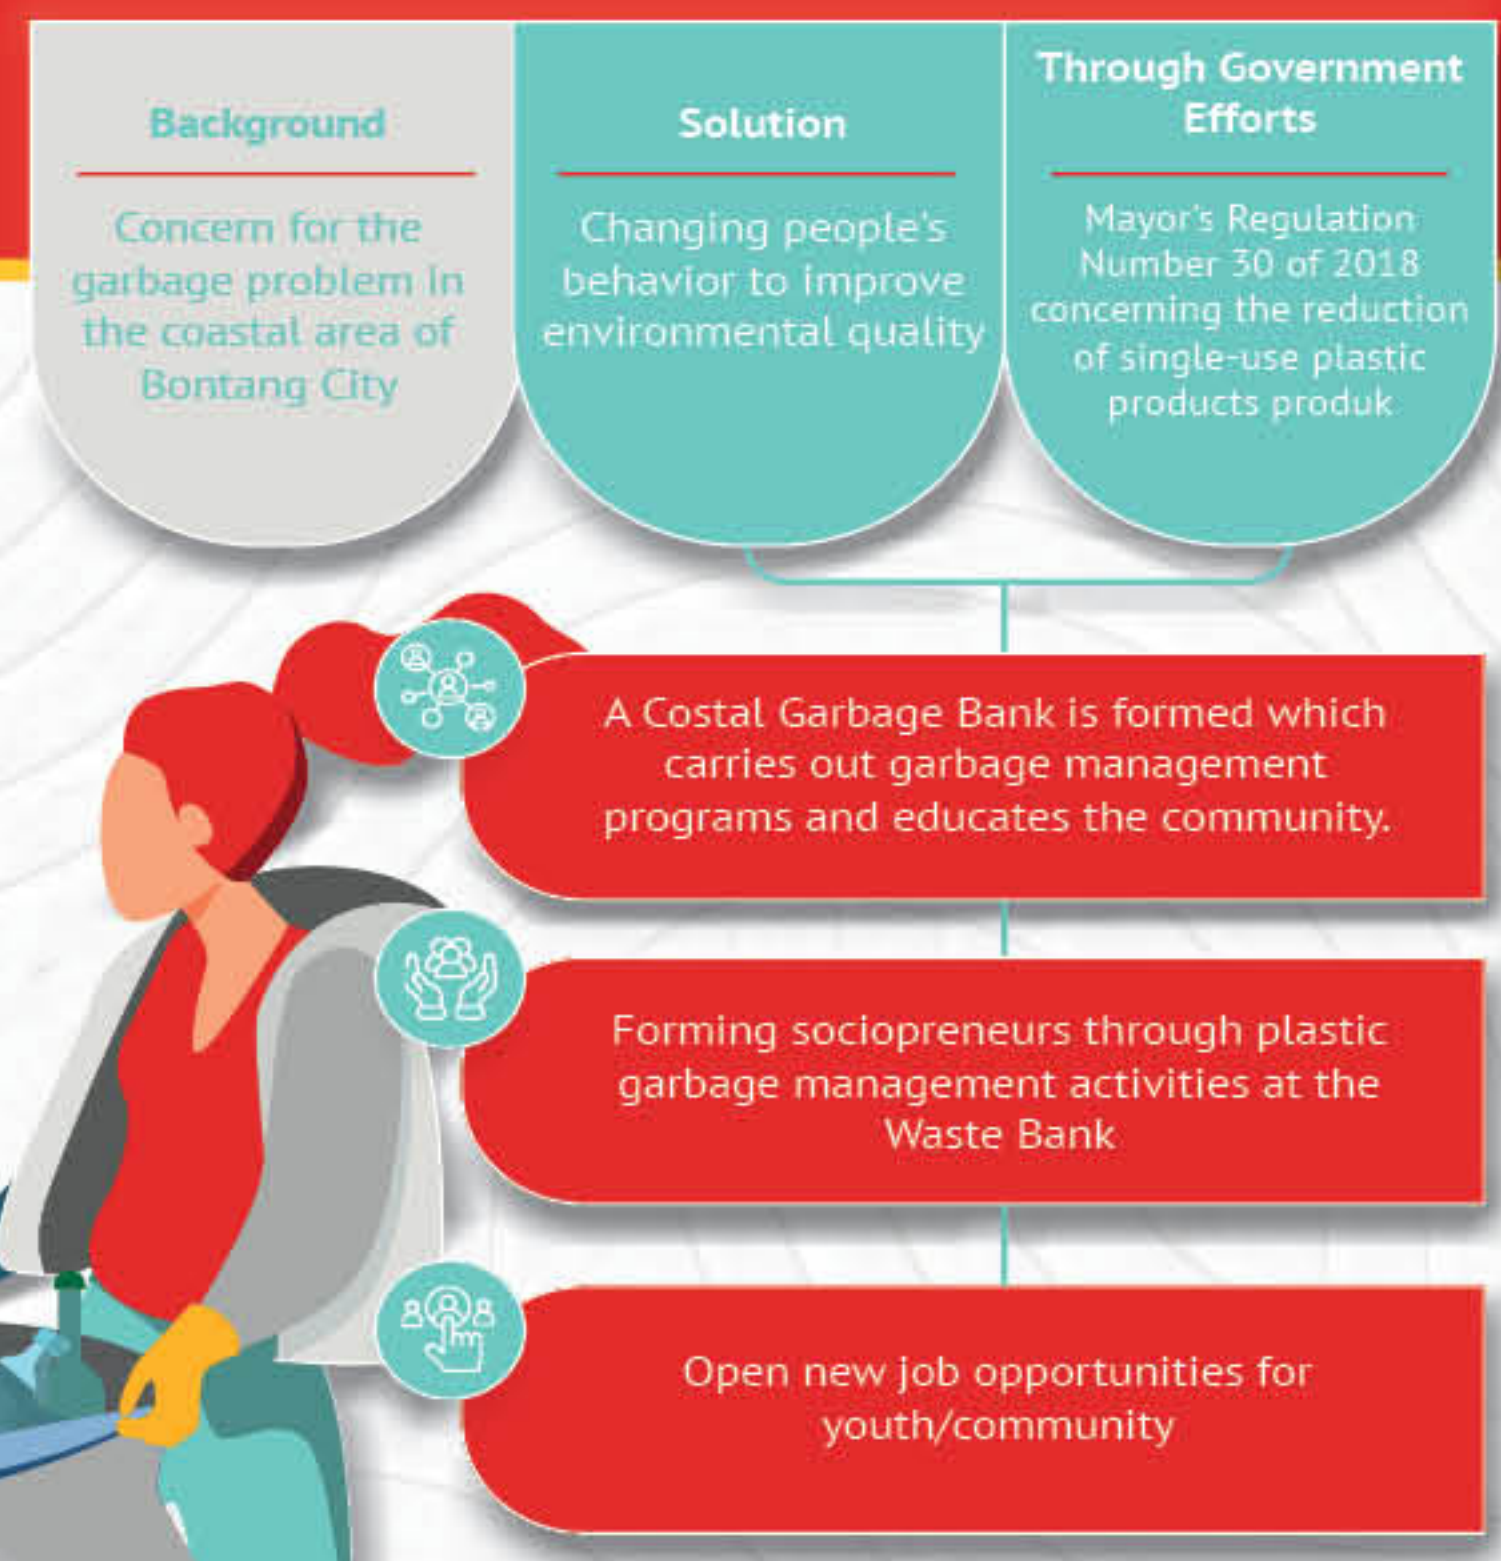 Background
Concern for the
garbage problem in
the coastal area of
Bontang City
Solution
Changing people's
behavior to improve
environmental quality
Through Government
Efforts
Mayor's Regulation
Number 30 of 2018
concerning the reduction
of single-use plastic
products produk
A Costal Garbage Bank is formed which
carries out garbage management
programs and educates the community.
Forming sociopreneurs through plastic
garbage management activities at the
Waste Bank
Open new job opportunities for
youth/community